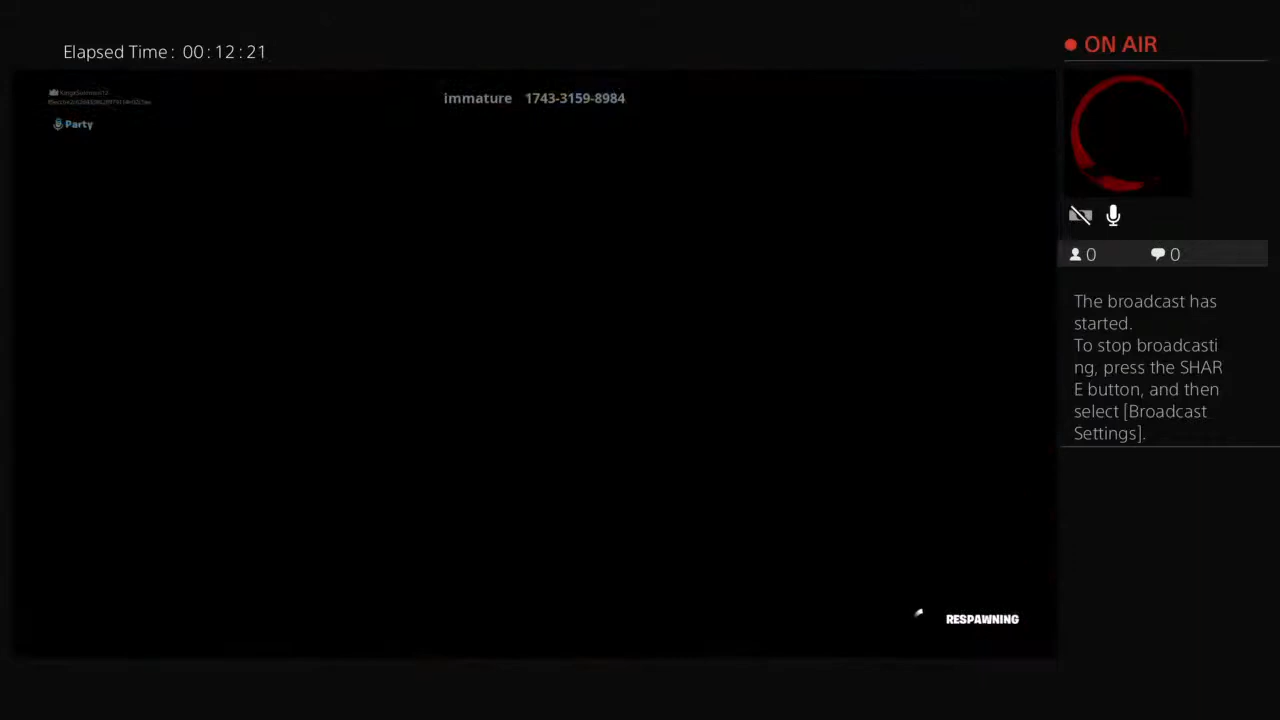 Elapsed Time: 00:12:21
ON AIR
immature 1743-3159-8984
Party
0 0
The broadcast has
started.
To stop broadcasti
ng, press the SHAR
E button, and then
select [Broadcast
Settings].
RESPAWNING